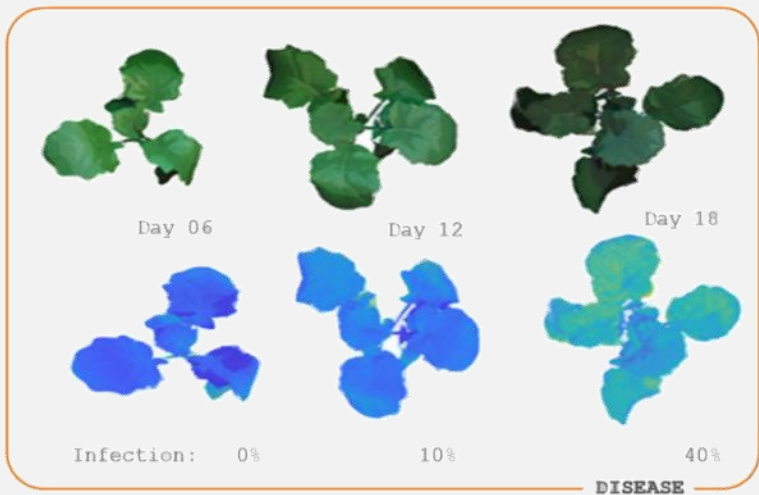 Day 06
Day 12
Day 18
Infection: 0% 10% 40%
DISEASE